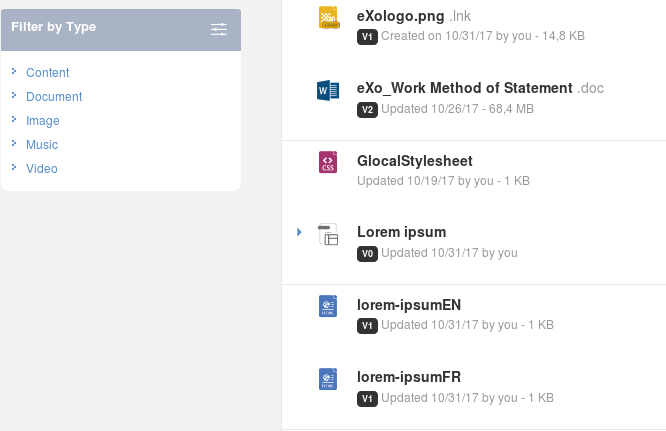 Filter by Type
Content
Document
Image
Music
Video
eXologo.png .lnk
V1 Created on 10/31/17 by you - 14,8 KB
eXo_Work Method of Statement .doc
V2 Updated 10/26/17 - 68,4 MB
CSS
GlocalStylesheet
Updated 10/19/17 by you - 1 KB
Lorem ipsum
V0 Updated 10/31/17 by you
lorem-ipsumEN
V1 Updated 10/31/17 by you - 1 KB
lorem-ipsumFR
V1 Updated 10/31/17 by you - 1 KB